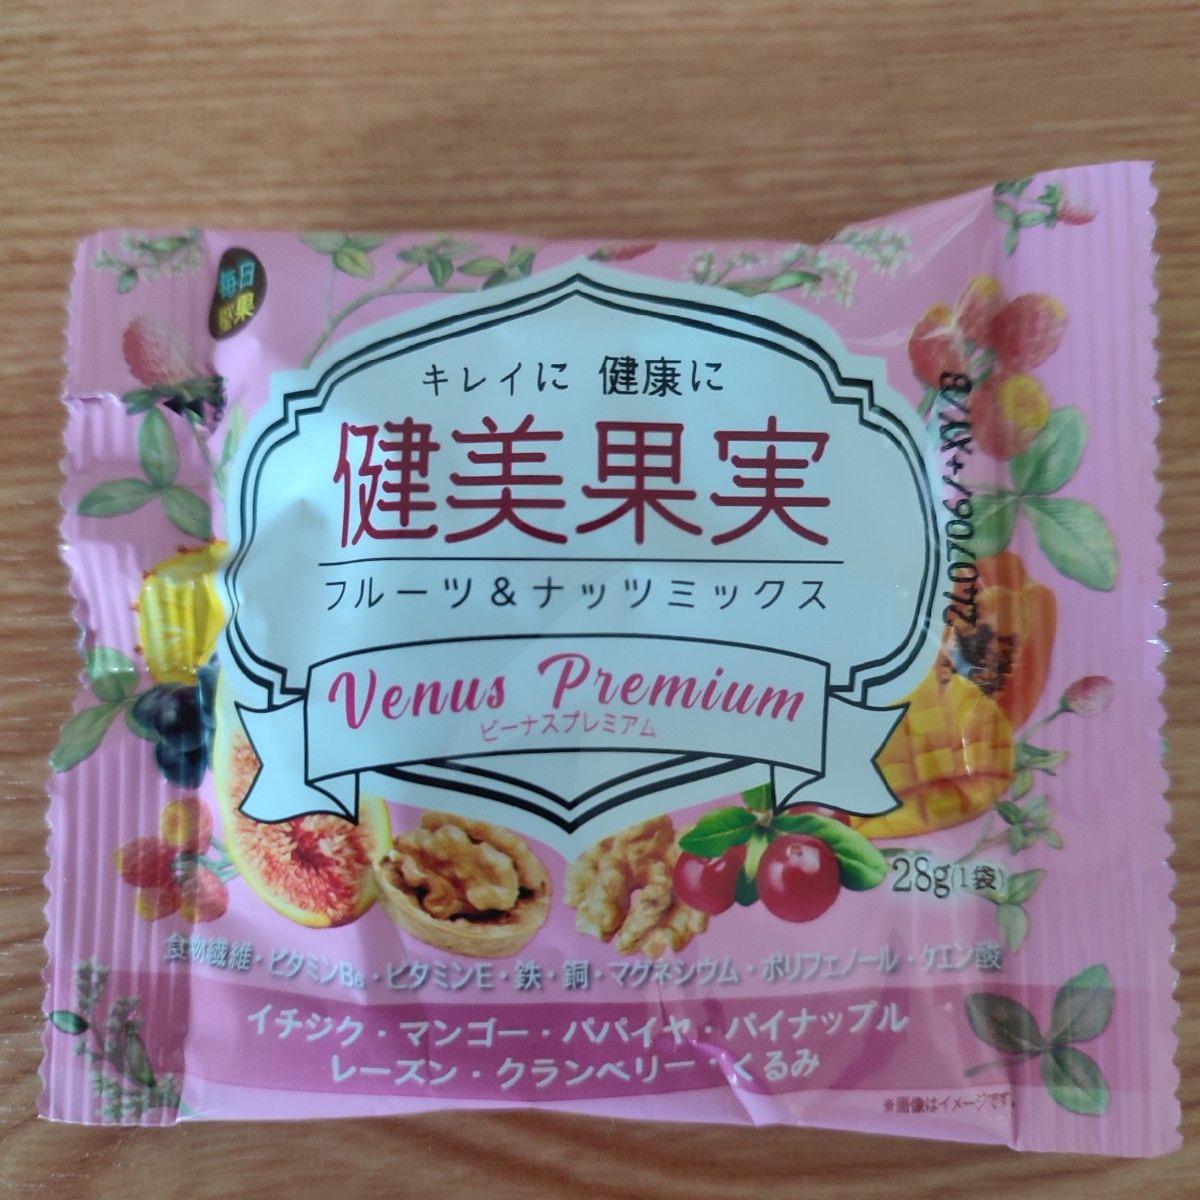 毎日
堅果
キレイに 健康に
健美果実
フルーツ&ナッツミックス
Venus Premium
ビーナスプレミアム
240706/+XY/B
28g(1袋)
食物繊維・ビタミンB6・ビタミンE・鉄・銅・マグネシウム・ポリフェノール・クエン酸
イチジク・マンゴー・パパイヤ・パイナップル
レーズン・クランベリー・くるみ
※画像はイメージです。